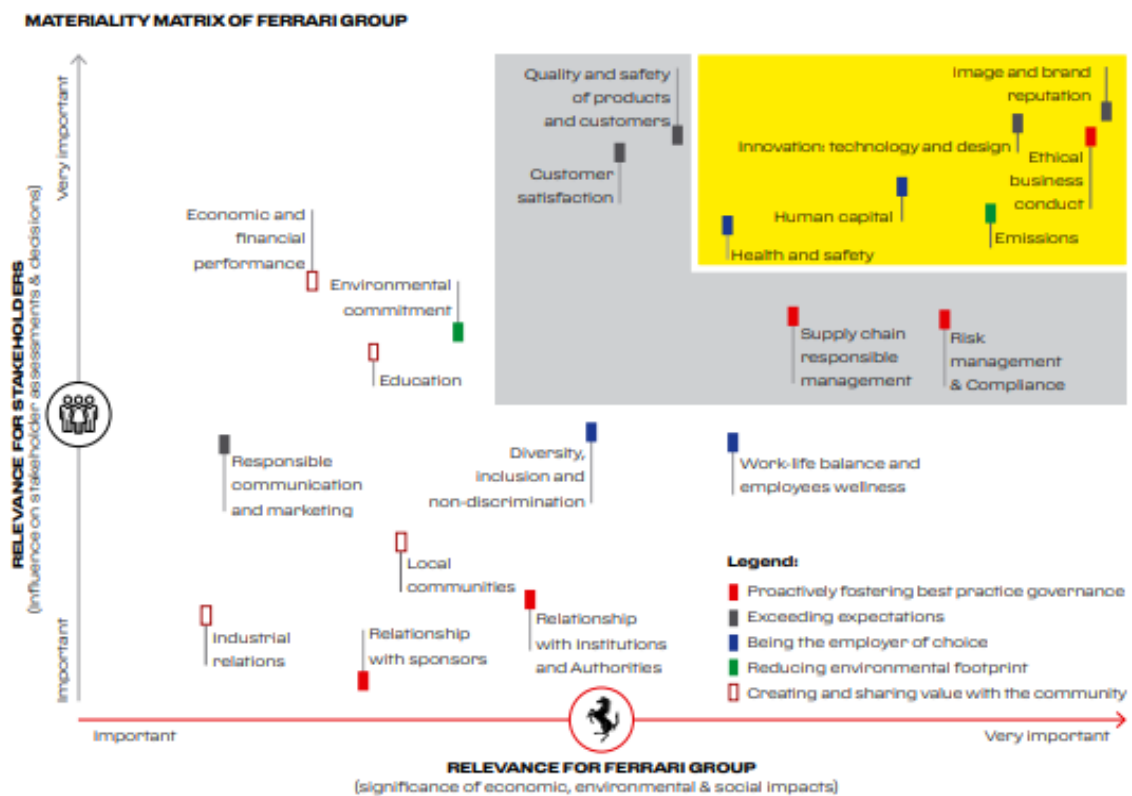 MATERIALITY MATRIX OF FERRARI GROUP
Very important
RELEVANCE FOR STAKEHOLDERS
(influence on stakeholder assessments & decisions)
Important
Quality and safety
of products
and customers
Customer
satisfaction
Image and brand
reputation
Innovation: technology and design
Ethical
business
conduct
Human capital
Emissions
Health and safety
Economic and
financial
performance
Environmental
commitment
Education
Supply chain
responsible
management
Risk
management
& Compliance
Responsible
communication
and marketing
Diversity,
inclusion and
non-discrimination
Work-life balance and
employees wellness
Local
communities
Industrial
relations
Relationship
with sponsors
Relationship
with Institutions
and Authorities
Legend:
Proactively fostering best practice governance
Exceeding expectations
Being the employer of choice
Reducing environmental footprint
Creating and sharing value with the community
Important
Very important
RELEVANCE FOR FERRARI GROUP
(significance of economic, environmental & social impacts)